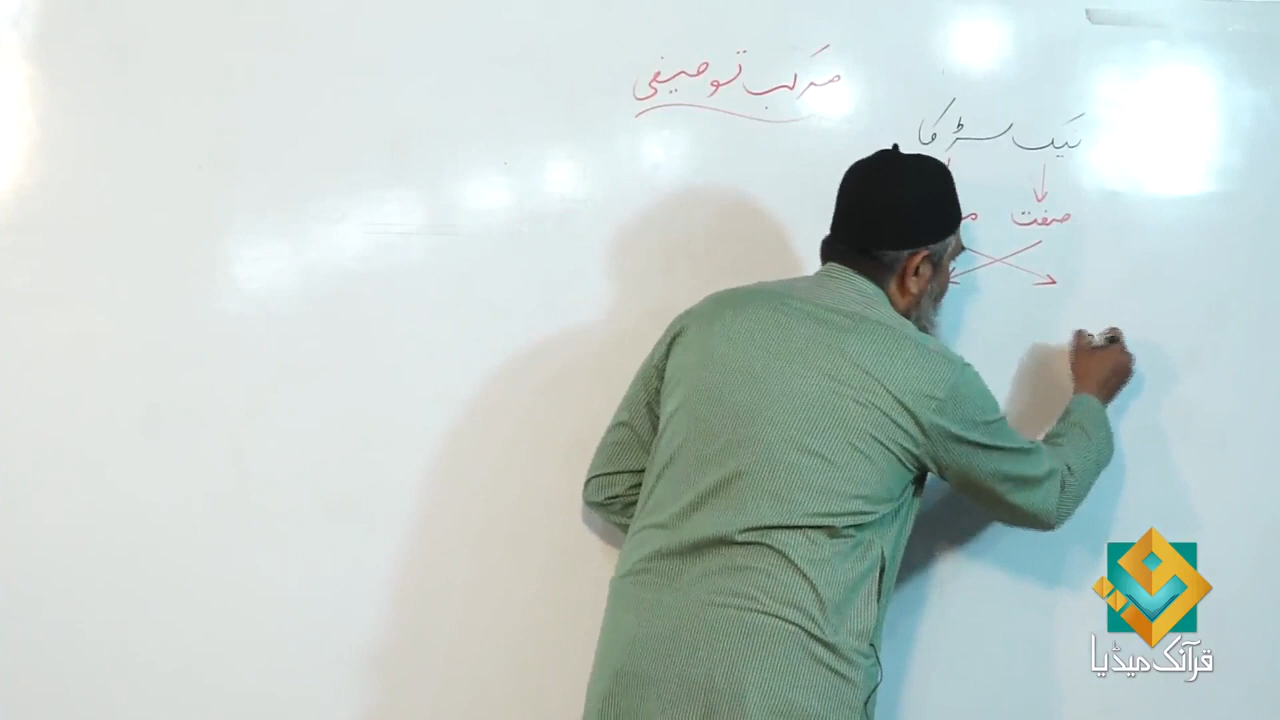 مرکب توصیفی
نیک لڑکا
صفت
قرآنک میڈیا